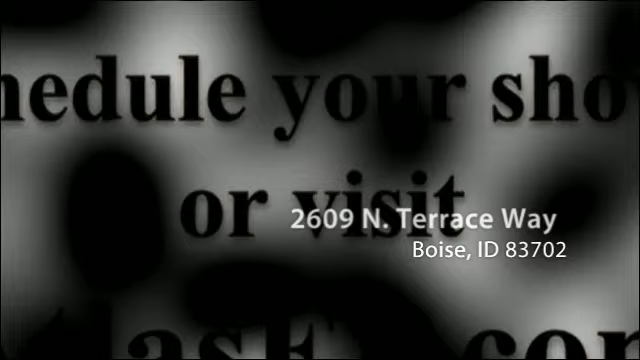 hedule your sho
or visit
2609 N. Terrace Way
Boise, ID 83702